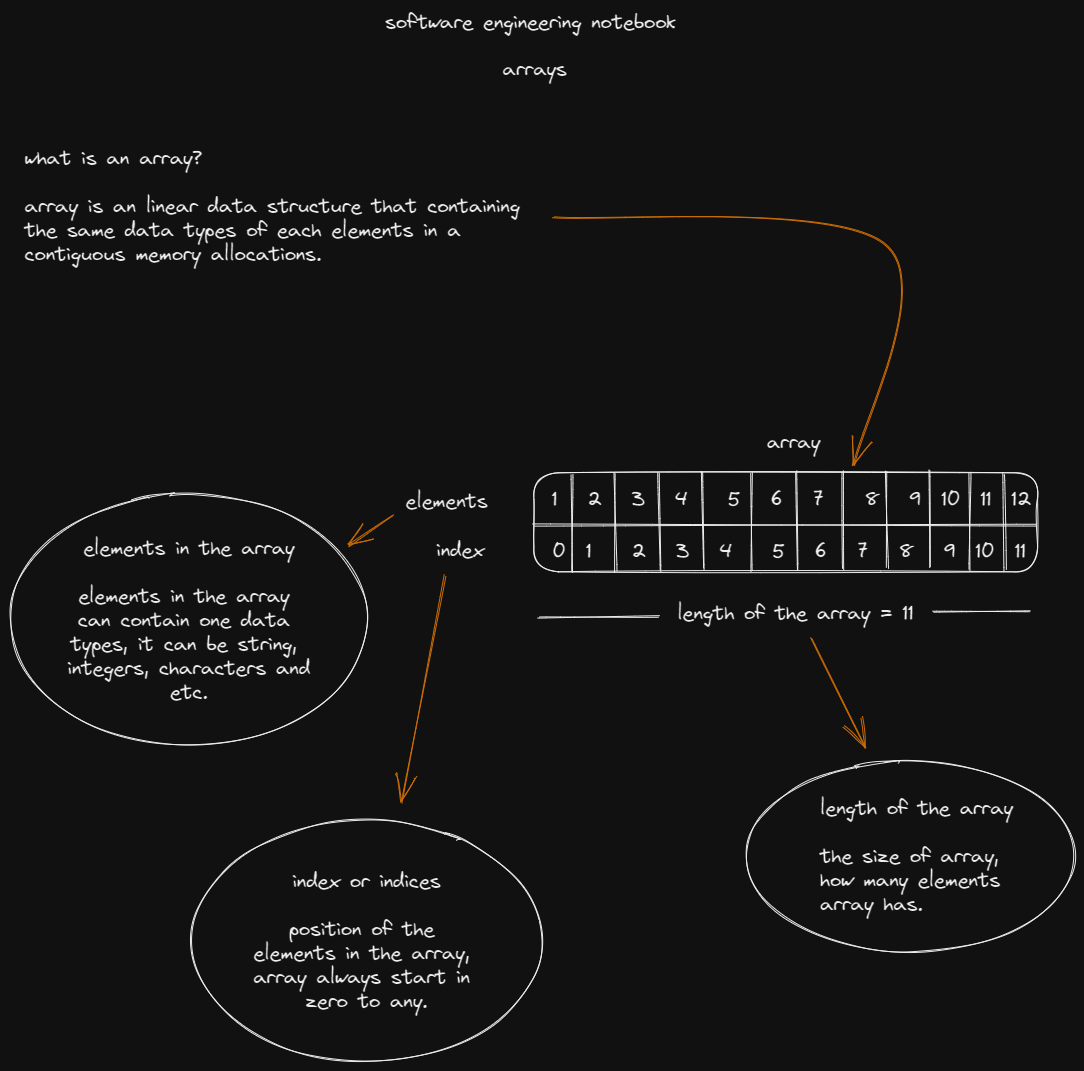 software engineering notebook
arrays
what is an array?
array is an linear data structure that containing
the same data types of each elements in a
contiguous memory allocations.
array
elements
1 2 3 4 5 6 7 8 9 10 11 12
index
0 1 2 3 4 5 6 7 8 9 10 11
length of the array = 11
elements in the array
elements in the array
can contain one data
types, it can be string,
integers, characters and
etc.
index or indices
position of the
elements in the array,
array always start in
zero to any.
length of the array
the size of array,
how many elements
array has.